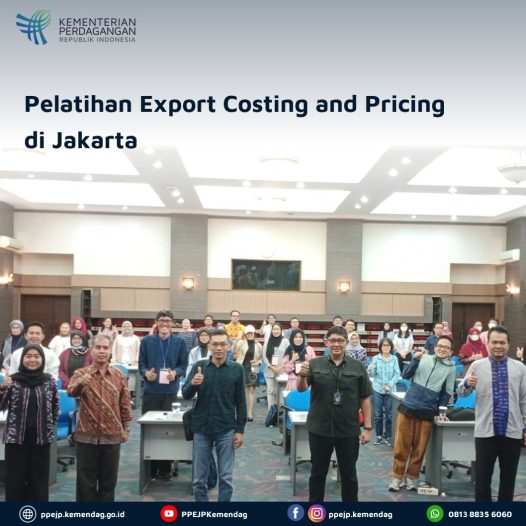 KEMENTERIAN
PERDAGANGAN
REPUBLIK INDONESIA
Pelatihan Export Costing and Pricing
di Jakarta
ppejp.kemendag.go.id
PPEJPKemendag
ppejp.kemendag
0813 8835 6060